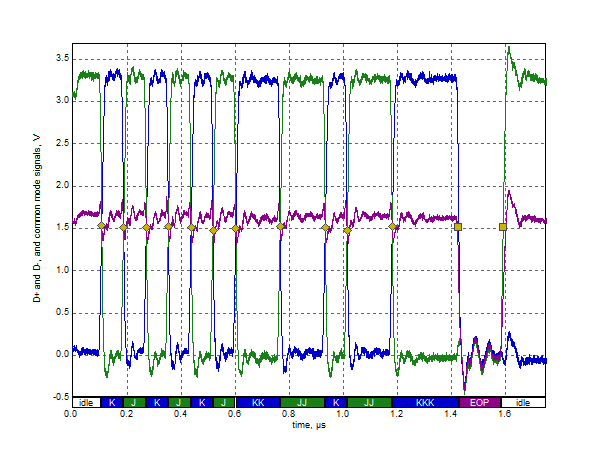 D+ and D-, and common mode signals, V
3.5
3.0
2.5
2.0
1.5
1.0
0.5
0.0
-0.5
idle K J K J K J KK JJ K JJ KKK EOP idle
0.0 0.2 0.4 0.6 0.8 1.0 1.2 1.4 1.6
time, μs